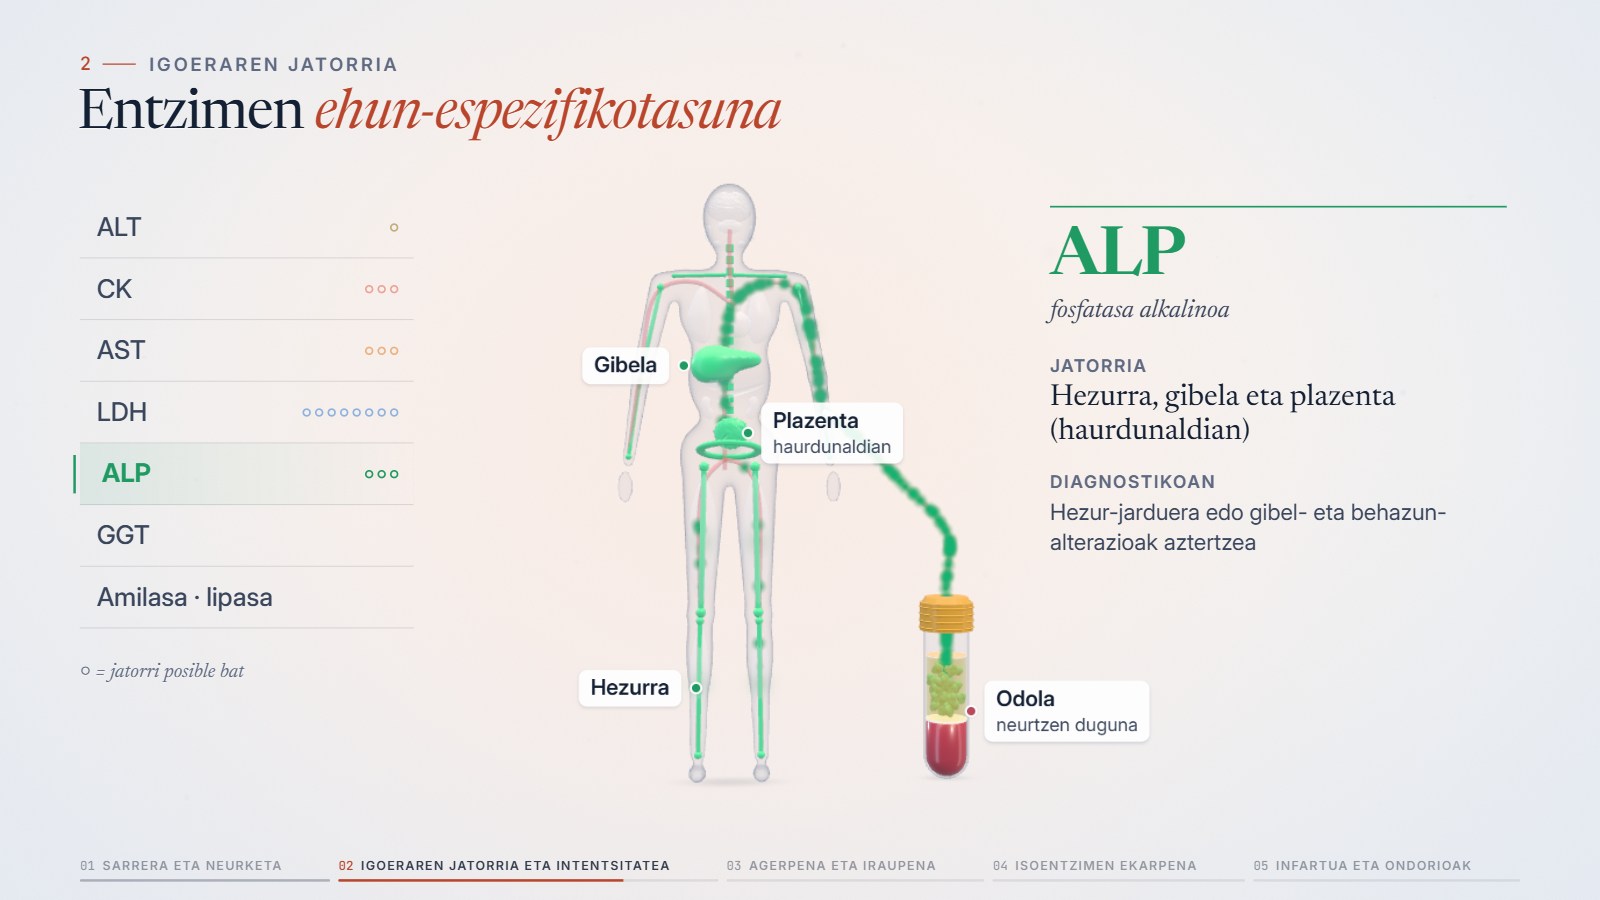 2 — IGOERAREN JATORRIA
Entzimen ehun-espezifikotasuna
ALT
CK
AST
LDH
ALP
GGT
Amilasa · lipasa
○ = jatorri posible bat
Gibela
Plazenta
haurdunaldian
Hezurra
Odola
neurtzen duguna
ALP
fosfatasa alkalinoa
JATORRIA
Hezurra, gibela eta plazenta
(haurdunaldian)
DIAGNOSTIKOAN
Hezur-jarduera edo gibel- eta behazun-
alterazioak aztertzea
01 SARRERA ETA NEURKETA
02 IGOERAREN JATORRIA ETA INTENTSITATEA
03 AGERPENA ETA IRAUPENA
04 ISOENTZIMEN EKARPENA
05 INFARTUA ETA ONDORIOAK